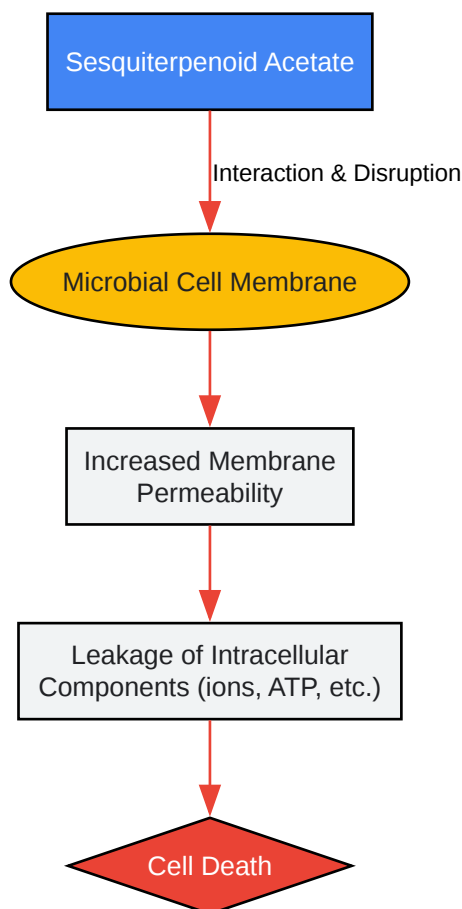 Sesquiterpenoid Acetate
Interaction & Disruption
Microbial Cell Membrane
Increased Membrane
Permeability
Leakage of Intracellular
Components (ions, ATP, etc.)
Cell Death